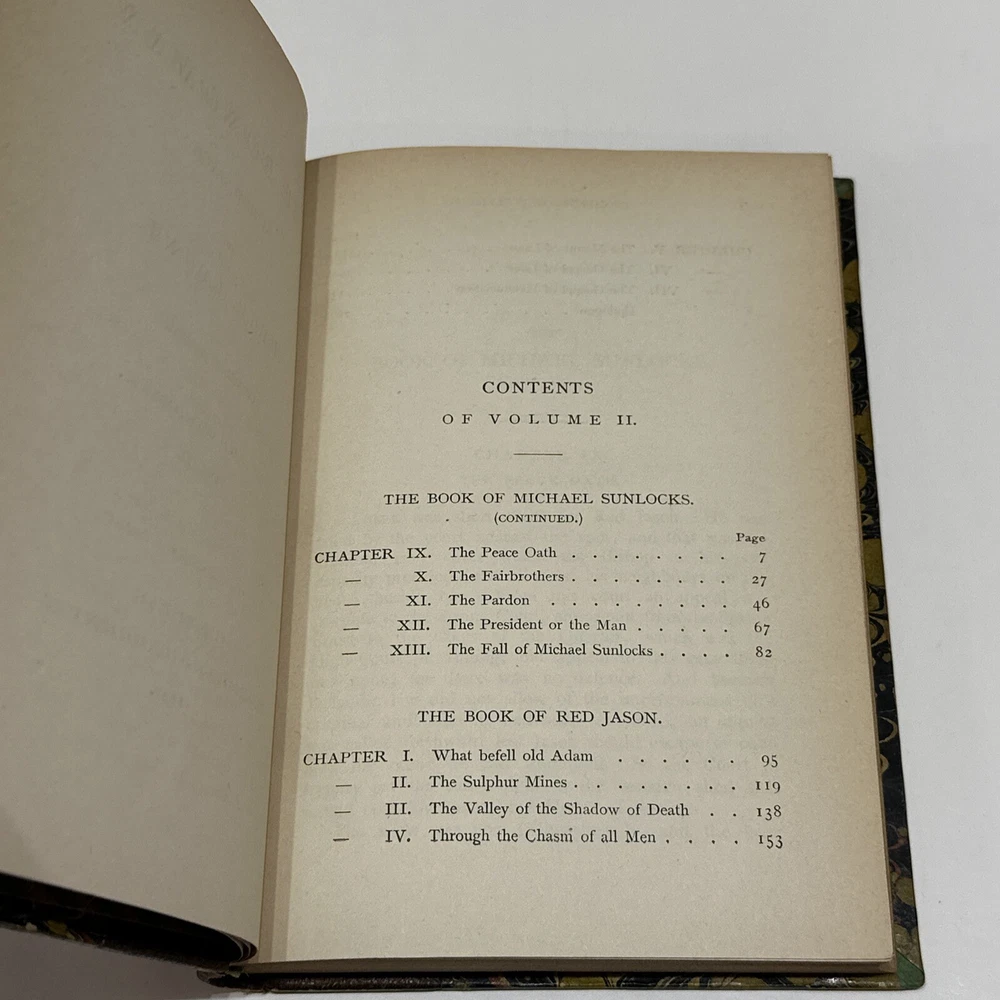 CONTENTS
OF VOLUME II.
THE BOOK OF MICHAEL SUNLOCKS.
(CONTINUED.)
Page
CHAPTER IX. The Peace Oath . . . . . . . . 7
— X. The Fairbrothers . . . . . . . . 27
— XI. The Pardon . . . . . . . . . 46
— XII. The President or the Man . . . . . 67
— XIII. The Fall of Michael Sunlocks . . . . 82
THE BOOK OF RED JASON.
CHAPTER I. What befell old Adam . . . . . . 95
— II. The Sulphur Mines . . . . . . . . 119
— III. The Valley of the Shadow of Death . . 138
— IV. Through the Chasm of all Men . . . . 153